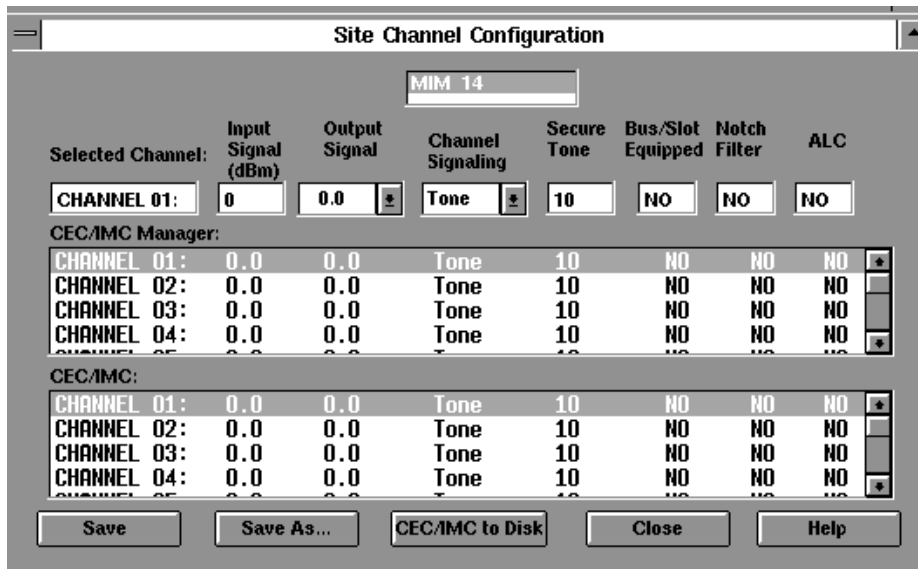 Site Channel Configuration
MIM 14
Selected Channel: Input Signal (dBm) Output Signal Channel Signaling Secure Tone Bus/Slot Equipped Notch Filter ALC
CHANNEL 01: 0 0.0 Tone 10 NO NO NO
CEC/IMC Manager:
CHANNEL 01: 0.0 0.0 Tone 10 NO NO NO
CHANNEL 02: 0.0 0.0 Tone 10 NO NO NO
CHANNEL 03: 0.0 0.0 Tone 10 NO NO NO
CHANNEL 04: 0.0 0.0 Tone 10 NO NO NO
CEC/IMC:
CHANNEL 01: 0.0 0.0 Tone 10 NO NO NO
CHANNEL 02: 0.0 0.0 Tone 10 NO NO NO
CHANNEL 03: 0.0 0.0 Tone 10 NO NO NO
CHANNEL 04: 0.0 0.0 Tone 10 NO NO NO
Save Save As... CEC/IMC to Disk Close Help